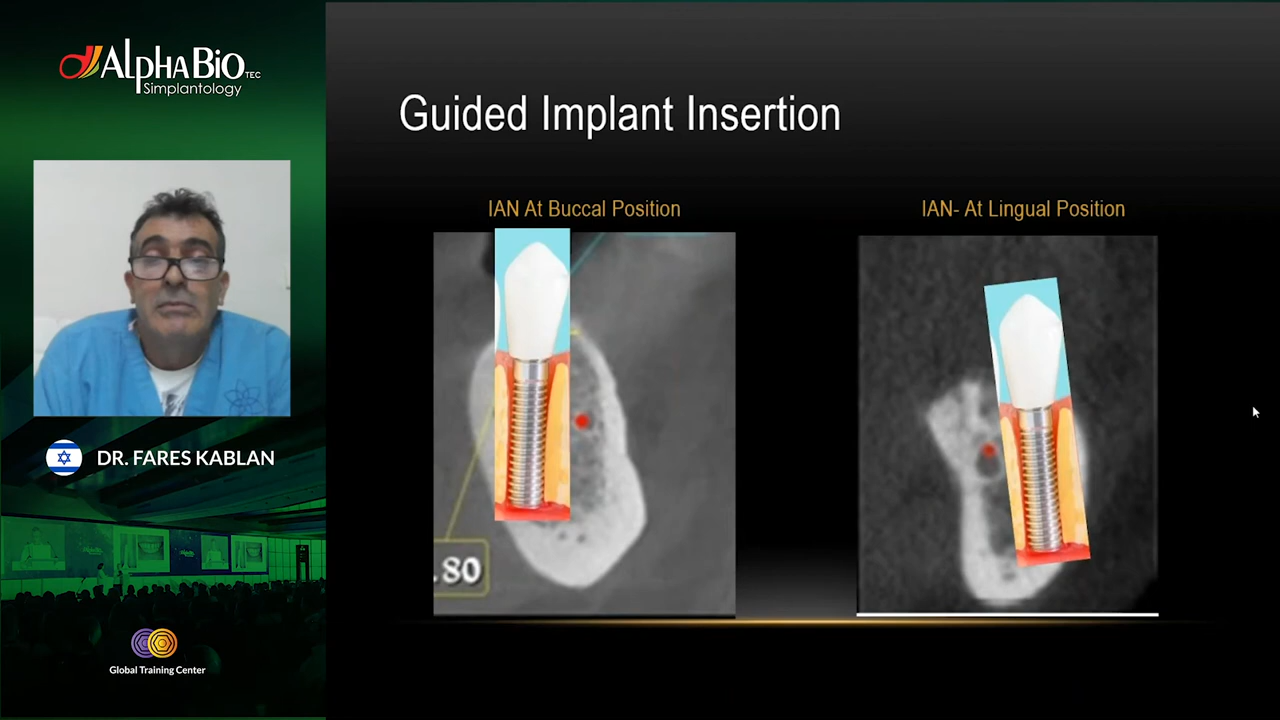 AlphaBio TEC
Simplantology
DR. FARES KABLAN
Global Training Center
Guided Implant Insertion
IAN At Buccal Position
IAN- At Lingual Position
.80